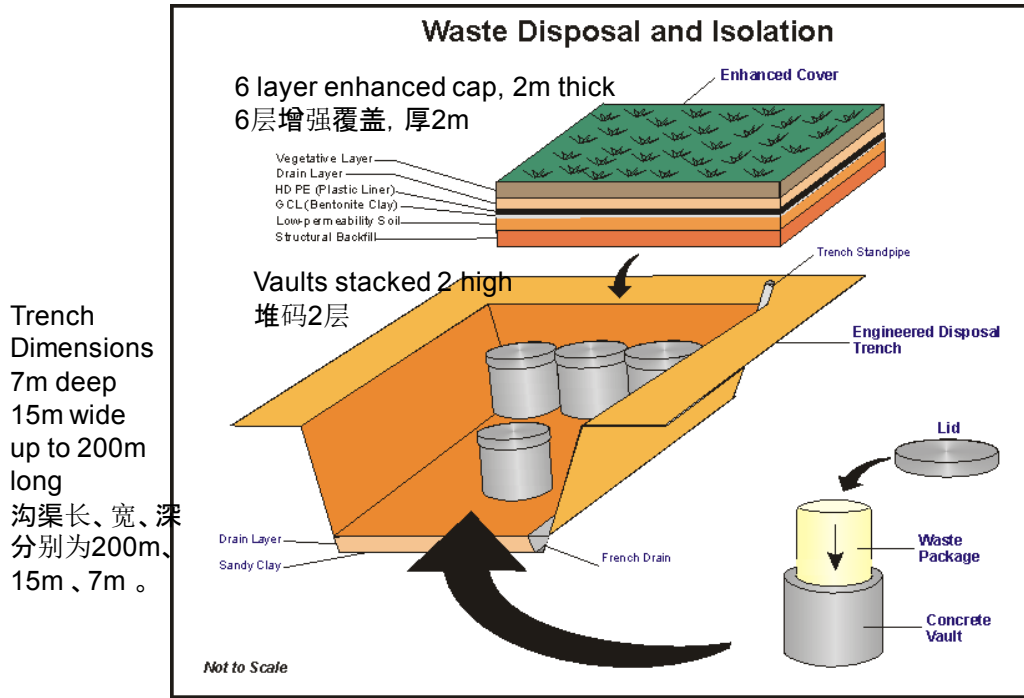 Waste Disposal and Isolation
6 layer enhanced cap, 2m thick
6层增强覆盖, 厚2m
Enhanced Cover
Vegetative Layer
Drain Layer
HD PE (Plastic Liner)
GCL (Bentonite Clay)
Low-permeability Soil
Structural Backfill
Trench Standpipe
Vaults stacked 2 high
堆码2层
Trench
Dimensions
7m deep
15m wide
up to 200m
long
沟渠长、宽、深
分别为200m、
15m 、7m 。
Engineered Disposal
Trench
Lid
Drain Layer
Sandy Clay
French Drain
Waste
Package
Concrete
Vault
Not to Scale